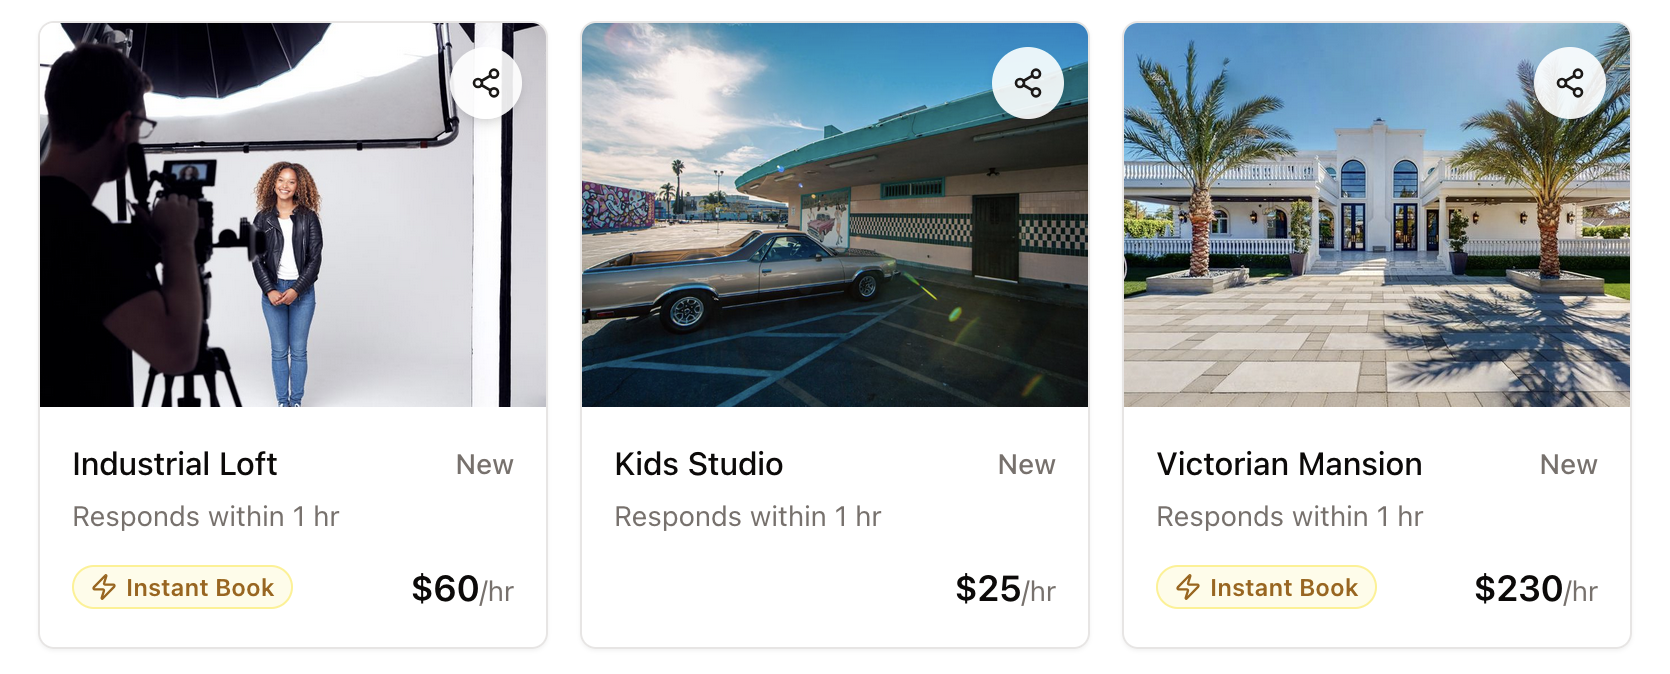 Industrial Loft
New
Responds within 1 hr
Instant Book
$60/hr
Kids Studio
New
Responds within 1 hr
$25/hr
Victorian Mansion
New
Responds within 1 hr
Instant Book
$230/hr